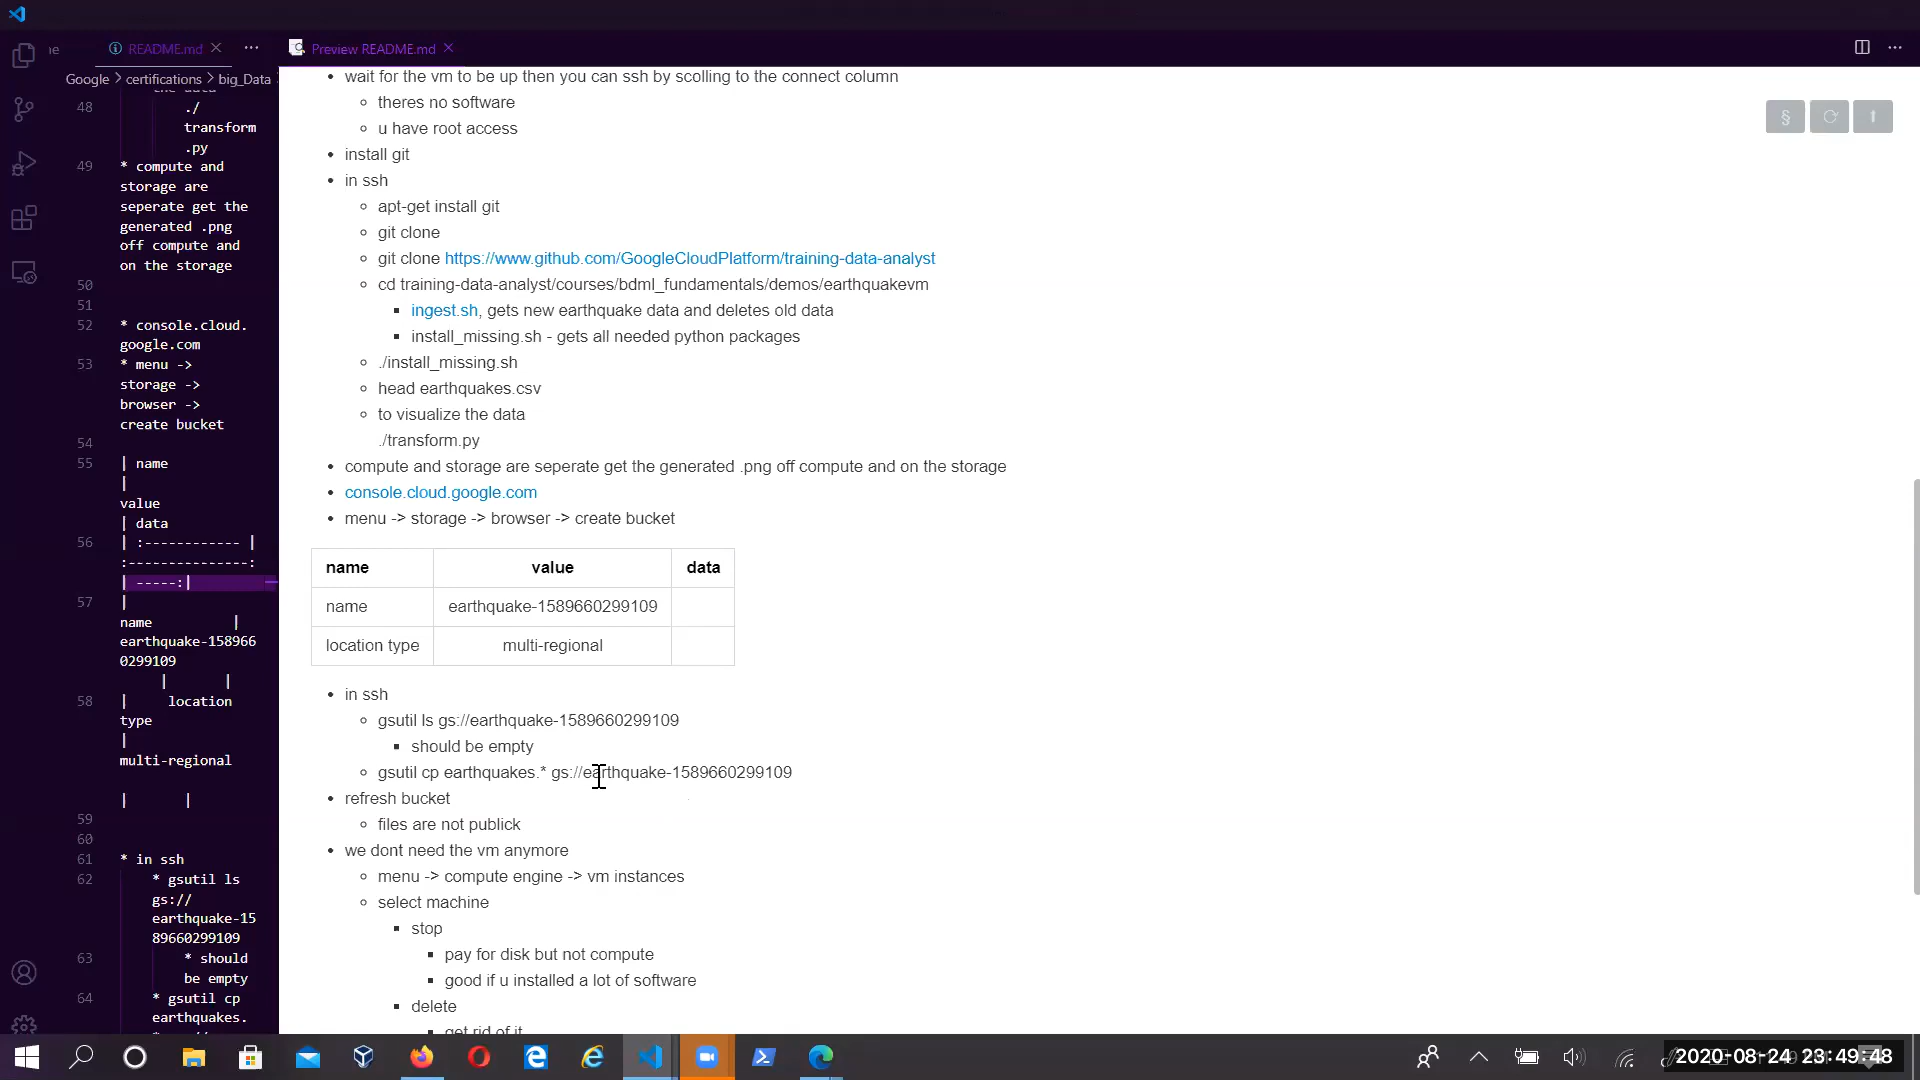 README.md
Preview README.md
Google > certifications > big_Data
48
./
transform
.py
49 * compute and
storage are
seperate get the
generated .png
off compute and
on the storage
50
51
52 * console.cloud.
google.com
53 * menu ->
storage ->
browser ->
create bucket
54
55 | name
|
value
| data
56 | :------------ |
:---------------:
| -----:|
57 |
name |
earthquake-158966
0299109
| |
58 | location
type
|
multi-regional
| |
59
60
61 * in ssh
62 * gsutil ls
gs://
earthquake-15
89660299109
63 * should
be empty
64 * gsutil cp
earthquakes.
• wait for the vm to be up then you can ssh by scolling to the connect column
◦ theres no software
◦ u have root access
• install git
• in ssh
◦ apt-get install git
◦ git clone
◦ git clone https://www.github.com/GoogleCloudPlatform/training-data-analyst
◦ cd training-data-analyst/courses/bdml_fundamentals/demos/earthquakevm
▪ ingest.sh, gets new earthquake data and deletes old data
▪ install_missing.sh - gets all needed python packages
◦ ./install_missing.sh
◦ head earthquakes.csv
◦ to visualize the data
./transform.py
• compute and storage are seperate get the generated .png off compute and on the storage
• console.cloud.google.com
• menu -> storage -> browser -> create bucket
name value data
name earthquake-1589660299109
location type multi-regional
• in ssh
◦ gsutil ls gs://earthquake-1589660299109
▪ should be empty
◦ gsutil cp earthquakes.* gs://earthquake-1589660299109
• refresh bucket
◦ files are not publick
• we dont need the vm anymore
◦ menu -> compute engine -> vm instances
◦ select machine
▪ stop
▪ pay for disk but not compute
▪ good if u installed a lot of software
▪ delete
▪ get rid of it
2020-08-24 23:49:48